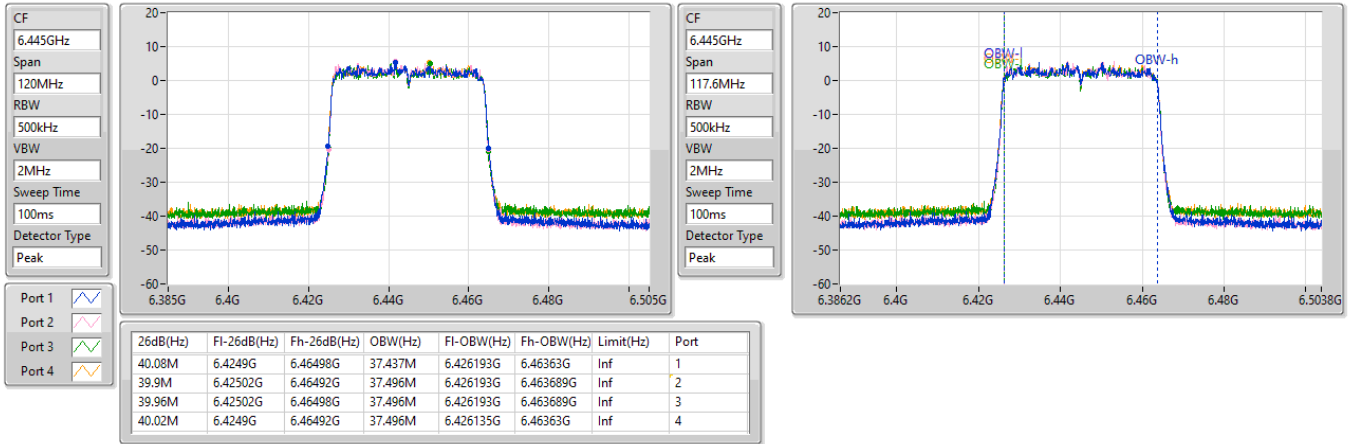 CF
6.445GHz
Span
120MHz
RBW
500kHz
VBW
2MHz
Sweep Time
100ms
Detector Type
Peak
20
10
0
-10
-20
-30
-40
-50
-60
6.385G 6.4G 6.42G 6.44G 6.46G 6.48G 6.505G
CF
6.445GHz
Span
117.6MHz
RBW
500kHz
VBW
2MHz
Sweep Time
100ms
Detector Type
Peak
20
10
0
-10
-20
-30
-40
-50
-60
OBW-l
OBW-h
6.3862G 6.4G 6.42G 6.44G 6.46G 6.48G 6.5038G
Port 1
Port 2
Port 3
Port 4
26dB(Hz) Fl-26dB(Hz) Fh-26dB(Hz) OBW(Hz) Fl-OBW(Hz) Fh-OBW(Hz) Limit(Hz) Port
40.08M 6.4249G 6.46498G 37.437M 6.426193G 6.46363G Inf 1
39.9M 6.42502G 6.46492G 37.496M 6.426193G 6.463689G Inf 2
39.96M 6.42502G 6.46498G 37.496M 6.426193G 6.463689G Inf 3
40.02M 6.4249G 6.46492G 37.496M 6.426135G 6.46363G Inf 4